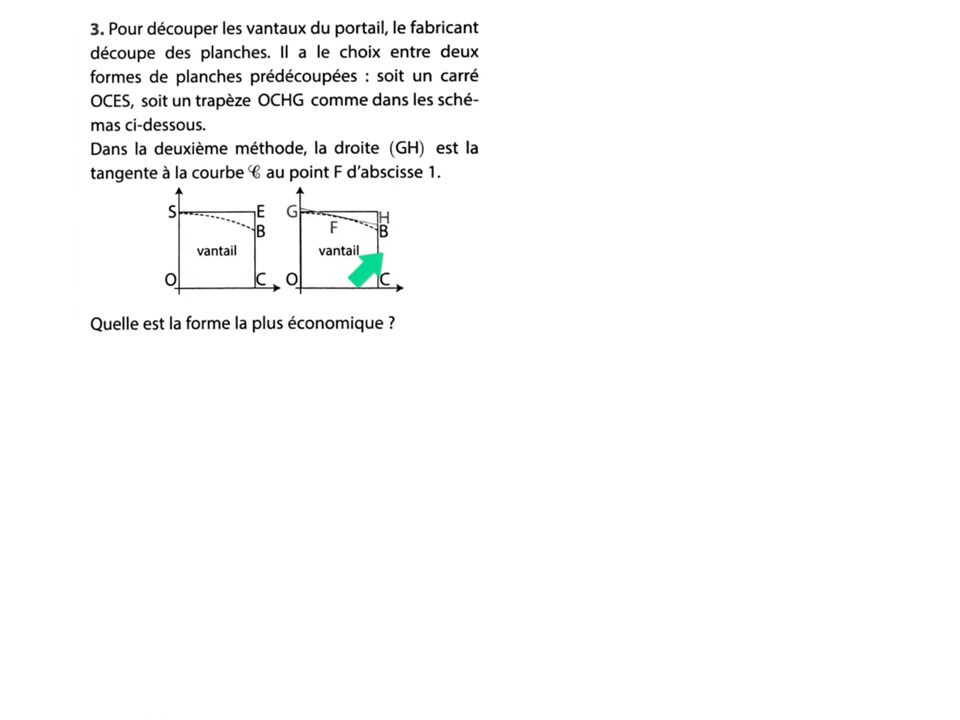 3. Pour découper les vantaux du portail, le fabricant
découpe des planches. Il a le choix entre deux
formes de planches prédécoupées : soit un carré
OCES, soit un trapèze OCHG comme dans les sché-
mas ci-dessous.
Dans la deuxième méthode, la droite (GH) est la
tangente à la courbe 𝒞 au point F d'abscisse 1.
S E G H
B F B
vantail vantail
O C O C
Quelle est la forme la plus économique ?